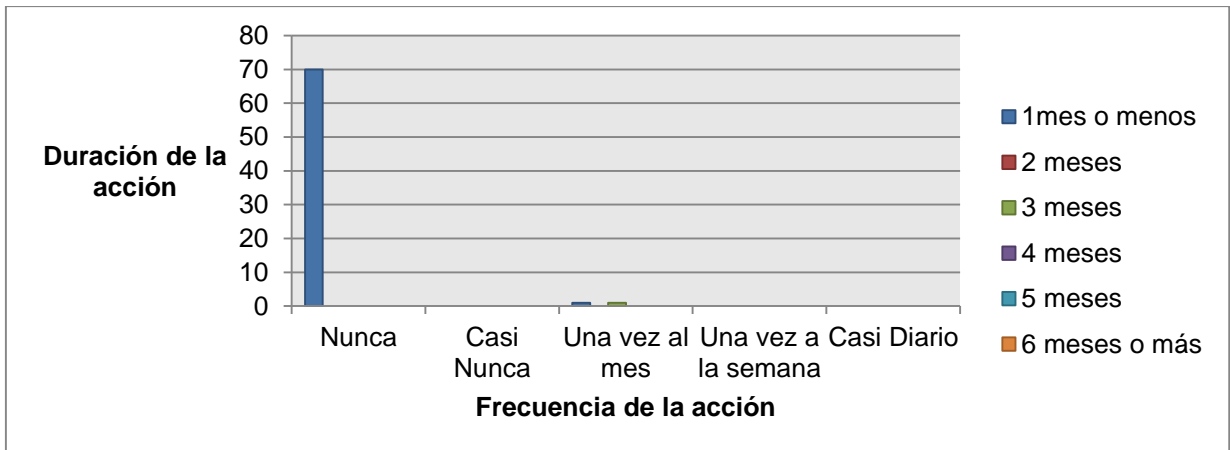 80
70
60
50
40
30
20
10
0
Duración de la
acción
Nunca
Casi
Nunca
Una vez al
mes
Una vez a
la semana
Casi Diario
Frecuencia de la acción
1mes o menos
2 meses
3 meses
4 meses
5 meses
6 meses o más